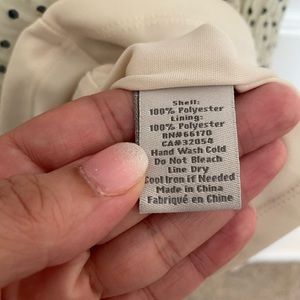 Shell:
100% Polyester
Lining:
100% Polyester
RN#66170
CA#32054
Hand Wash Cold
Do Not Bleach
Line Dry
Cool Iron if Needed
Made in China
Fabriqué en Chine